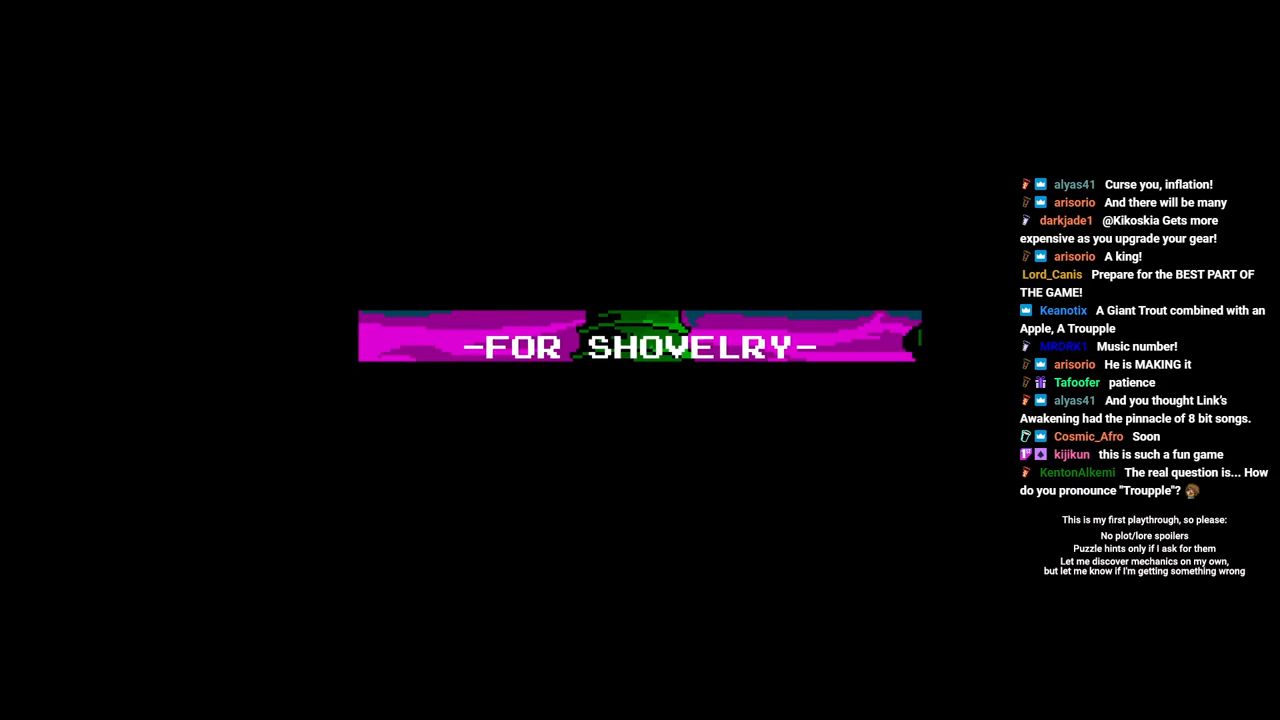 -FOR SHOVELRY-
alyas41 Curse you, inflation!
arisorio And there will be many
darkjade1 @Kikoskia Gets more
expensive as you upgrade your gear!
arisorio A king!
Lord_Canis Prepare for the BEST PART OF
THE GAME!
Keanotix A Giant Trout combined with an
Apple, A Troupple
MRDRK1 Music number!
arisorio He is MAKING it
Tafoofer patience
alyas41 And you thought Link's
Awakening had the pinnacle of 8 bit songs.
Cosmic_Afro Soon
kijikun this is such a fun game
KentonAlkemi The real question is... How
do you pronounce "Troupple"?
This is my first playthrough, so please:
No plot/lore spoilers
Puzzle hints only if I ask for them
Let me discover mechanics on my own,
but let me know if I'm getting something wrong